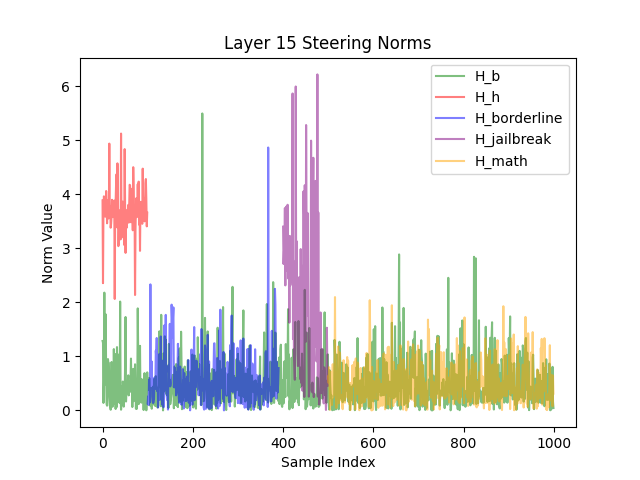 Layer 15 Steering Norms
H_b
H_h
H_borderline
H_jailbreak
H_math
Norm Value
6
5
4
3
2
1
0
0 200 400 600 800 1000
Sample Index